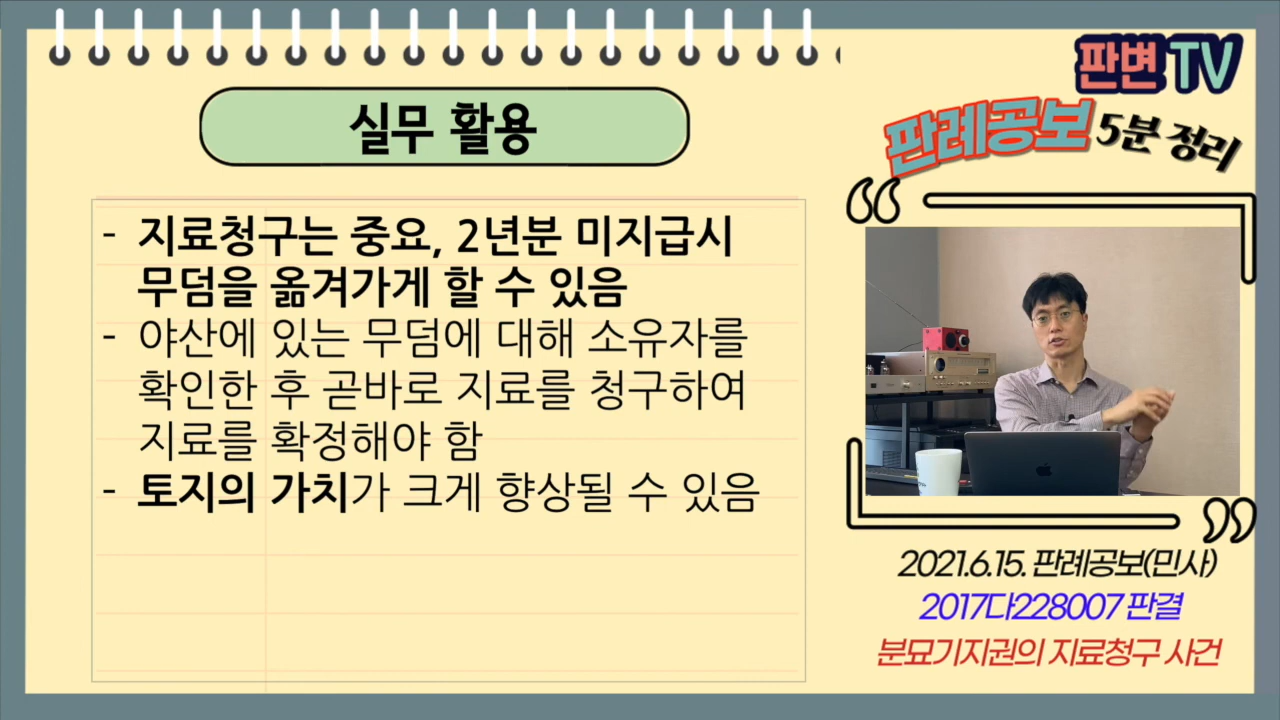 판변TV
판례공보 5분 정리
실무 활용
- 지료청구는 중요, 2년분 미지급시
무덤을 옮겨가게 할 수 있음
- 야산에 있는 무덤에 대해 소유자를
확인한 후 곧바로 지료를 청구하여
지료를 확정해야 함
- 토지의 가치가 크게 향상될 수 있음
2021.6.15. 판례공보(민사)
2017다228007 판결
분묘기지권의 지료청구 사건